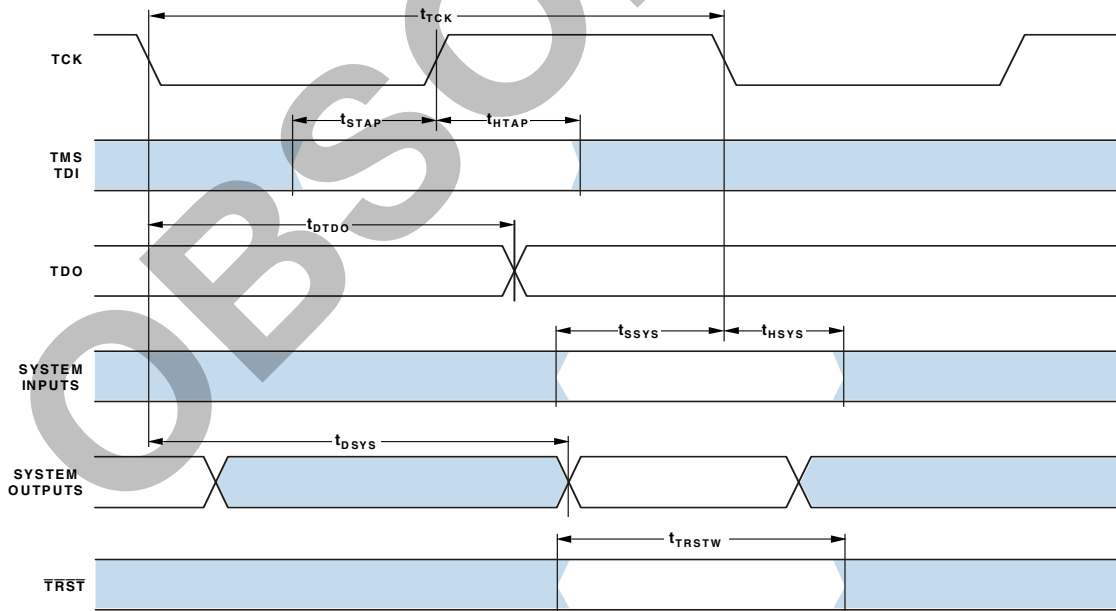 tTCK
TCK
tSTAP
tHTAP
TMS
TDI
tDTDO
TDO
tSSYS
tHSYS
SYSTEM
INPUTS
tDSYS
SYSTEM
OUTPUTS
tTRSTW
TRST
OBSO